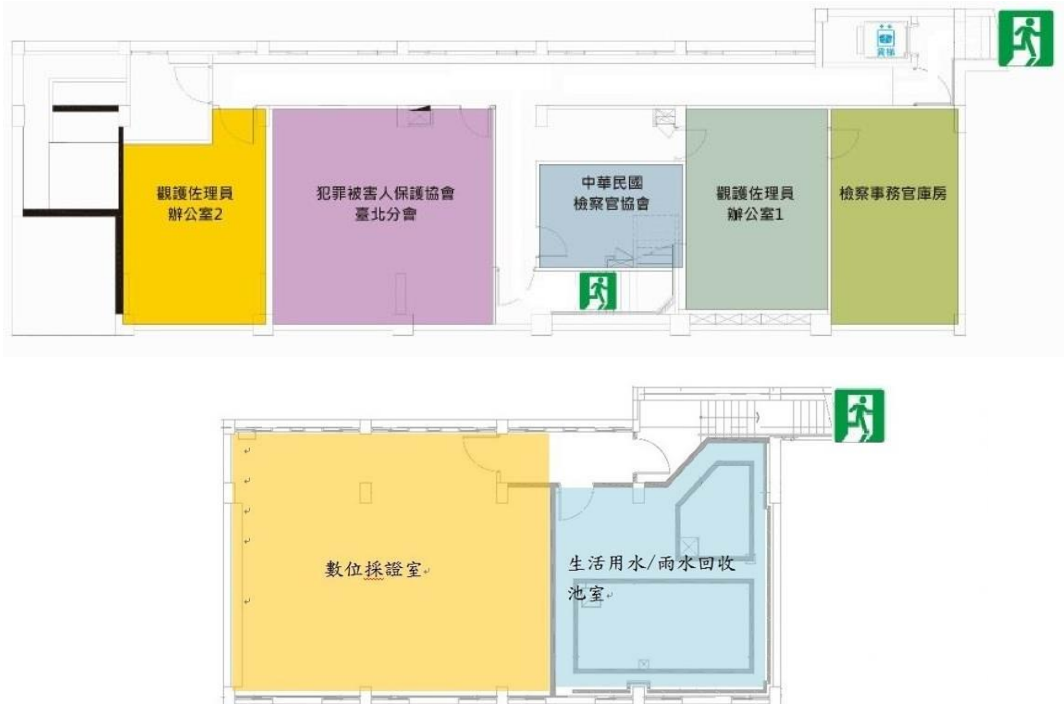 貨梯
觀護佐理員
辦公室2
犯罪被害人保護協會
臺北分會
中華民國
檢察官協會
觀護佐理員
辦公室1
檢察事務官庫房
數位採證室
生活用水/雨水回收
池室